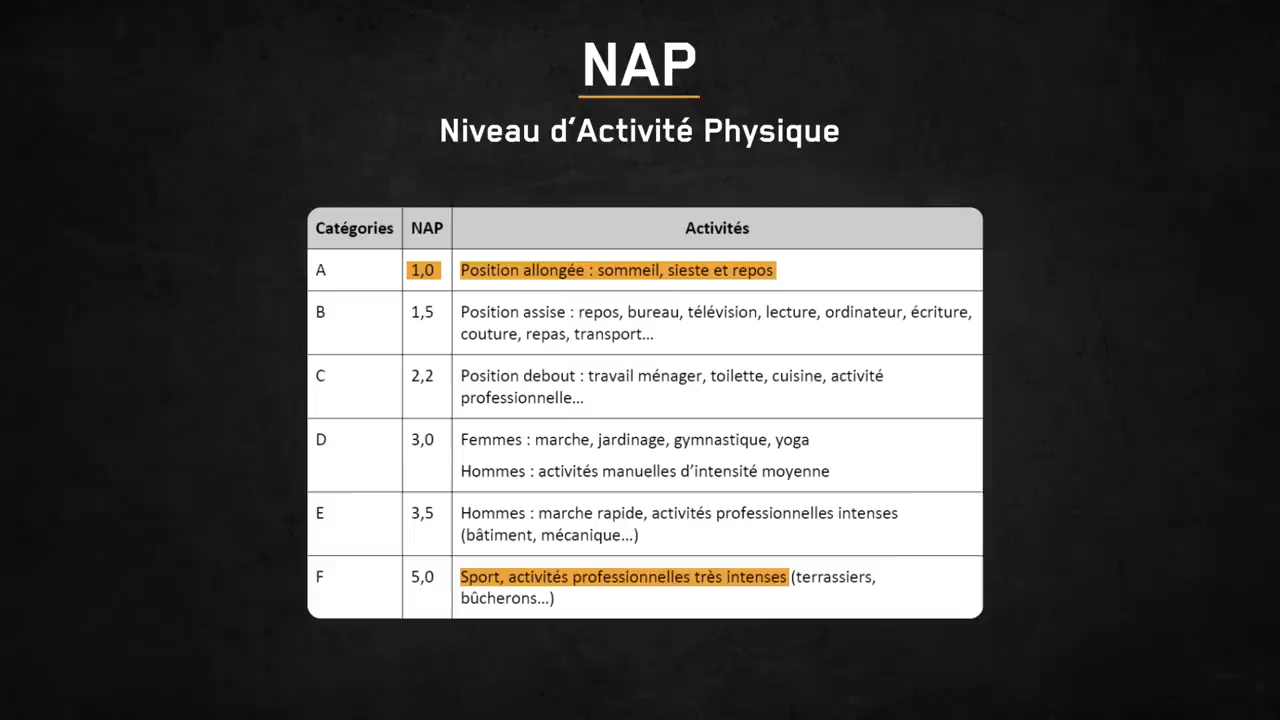 NAP
Niveau d'Activité Physique
Catégories NAP Activités
A 1,0 Position allongée : sommeil, sieste et repos
B 1,5 Position assise : repos, bureau, télévision, lecture, ordinateur, écriture,
couture, repas, transport...
C 2,2 Position debout : travail ménager, toilette, cuisine, activité
professionnelle...
D 3,0 Femmes : marche, jardinage, gymnastique, yoga
Hommes : activités manuelles d'intensité moyenne
E 3,5 Hommes : marche rapide, activités professionnelles intenses
(bâtiment, mécanique...)
F 5,0 Sport, activités professionnelles très intenses (terrassiers,
bûcherons...)